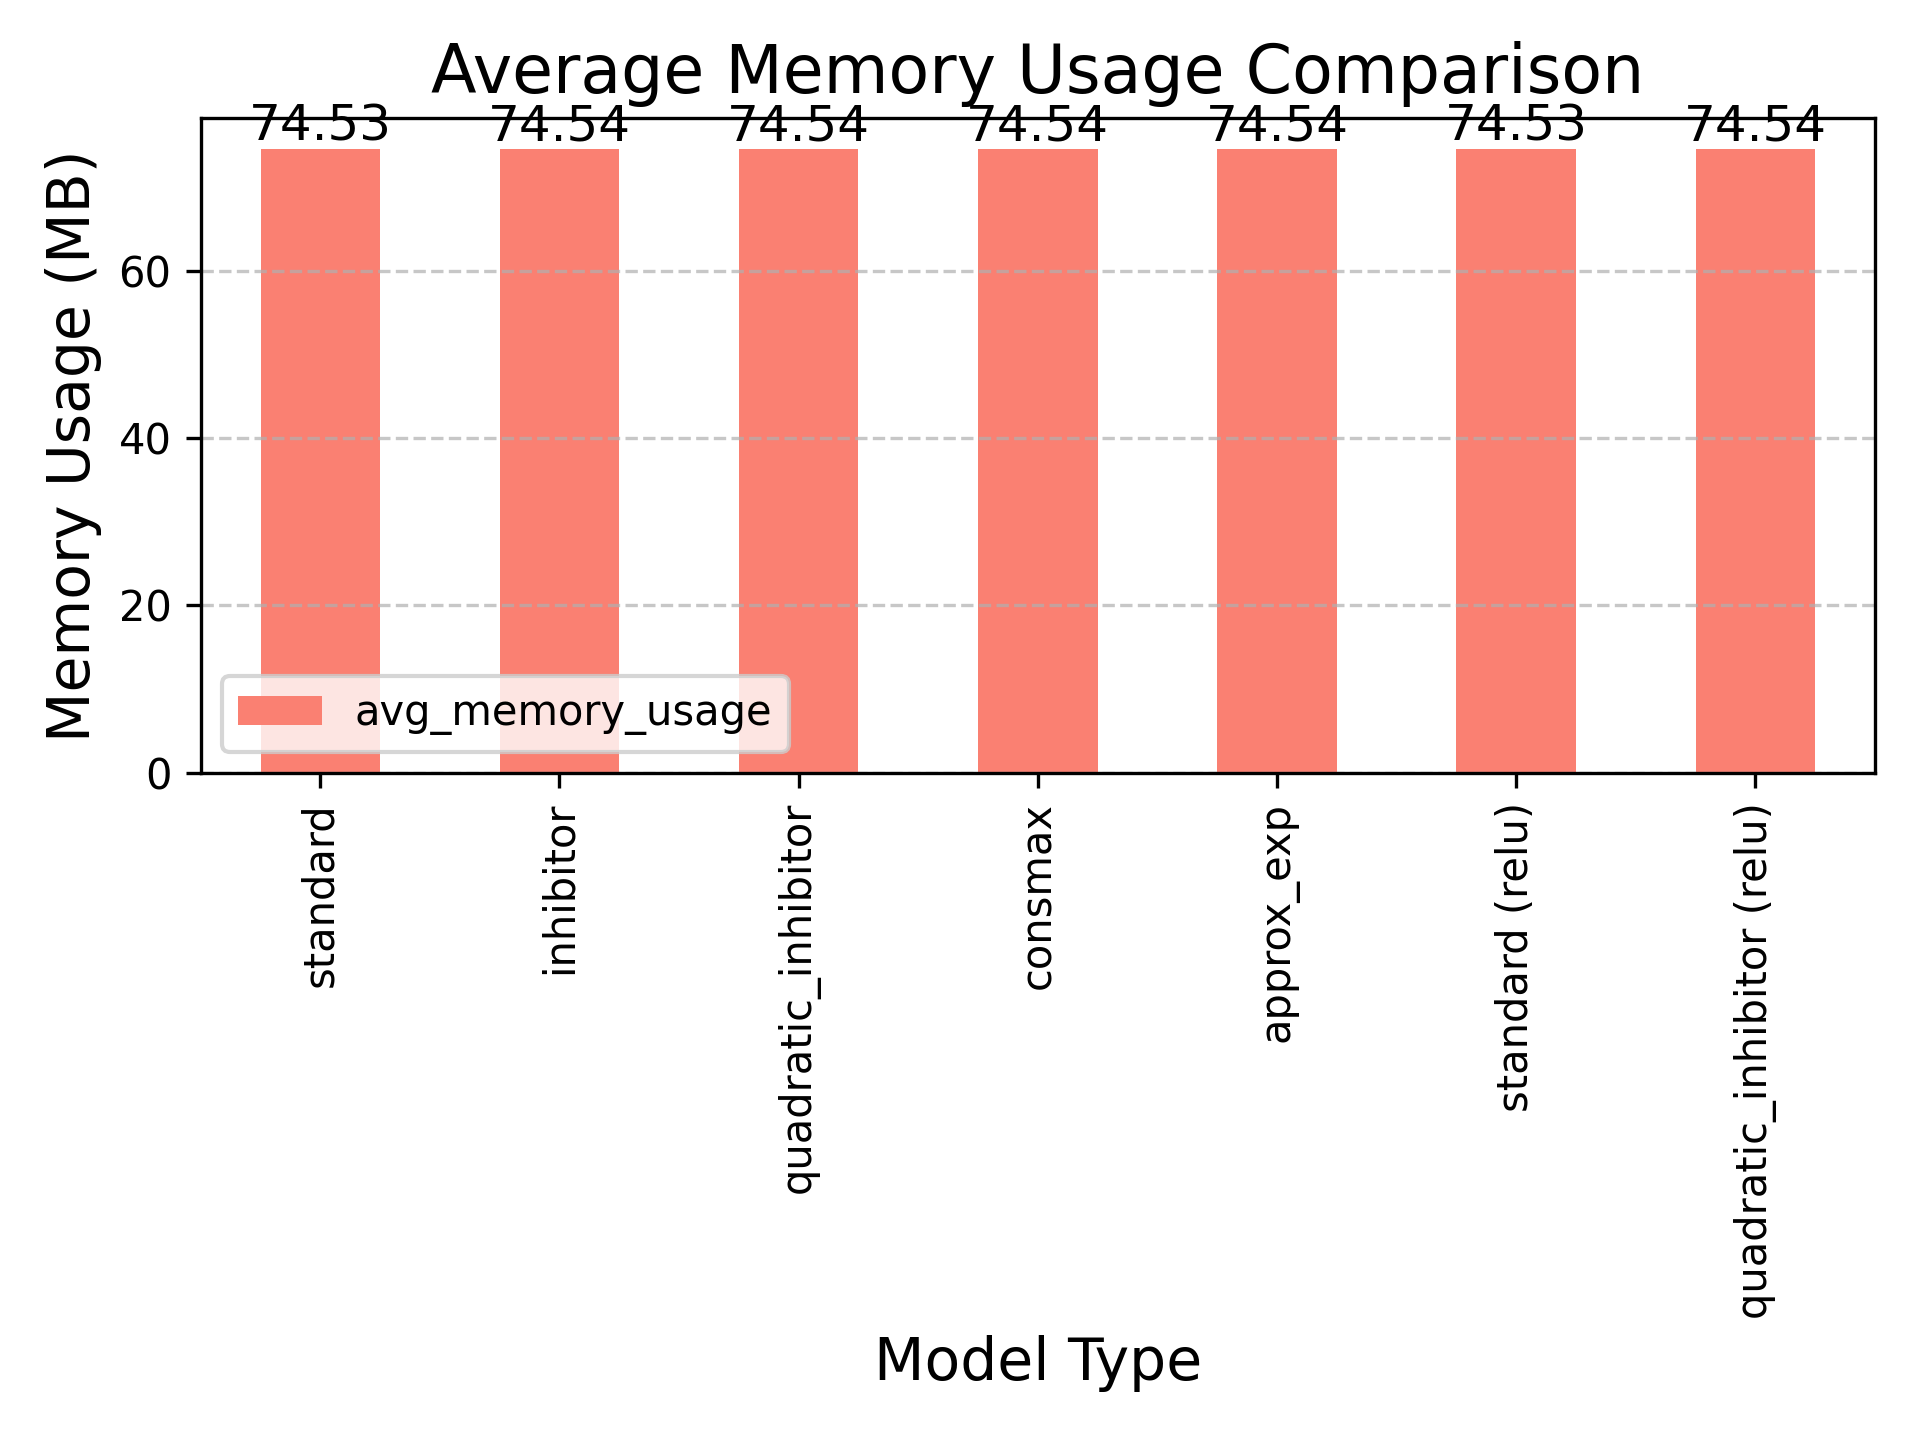 Average Memory Usage Comparison
74.53 74.54 74.54 74.54 74.54 74.53 74.54
Memory Usage (MB)
60
40
20
0
avg_memory_usage
standard
inhibitor
quadratic_inhibitor
consmax
approx_exp
standard (relu)
quadratic_inhibitor (relu)
Model Type